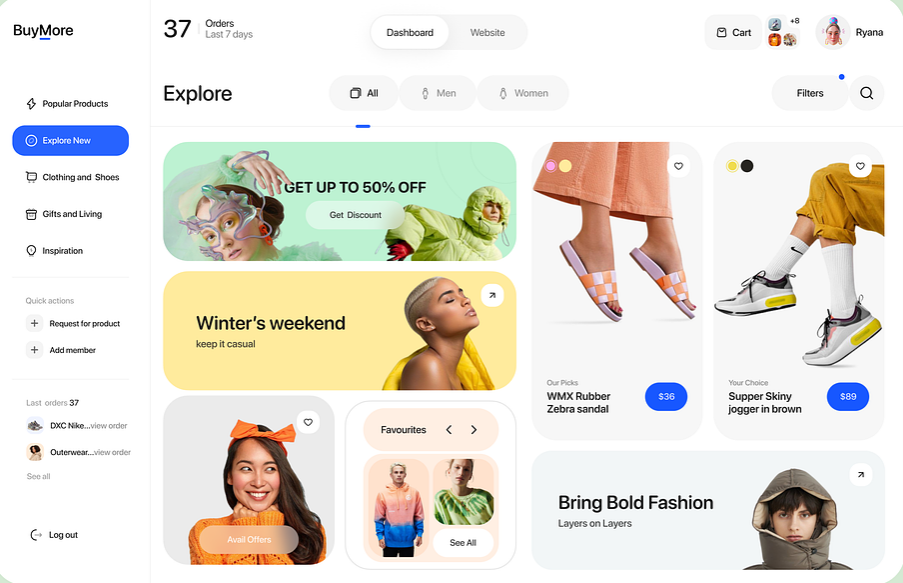 BuyMore
37
Orders
Last 7 days
Dashboard
Website
Cart
+8
Ryana
Explore
All
Men
Women
Filters
Popular Products
Explore New
Clothing and Shoes
Gifts and Living
Inspiration
Quick actions
Request for product
Add member
Last orders 37
DXC Nike...view order
Outerwear...view order
See all
Log out
GET UP TO 50% OFF
Get Discount
Winter's weekend
keep it casual
Avail Offers
Favourites
See All
Our Picks
WMX Rubber
Zebra sandal
$36
Your Choice
Supper Skiny
jogger in brown
$89
Bring Bold Fashion
Layers on Layers